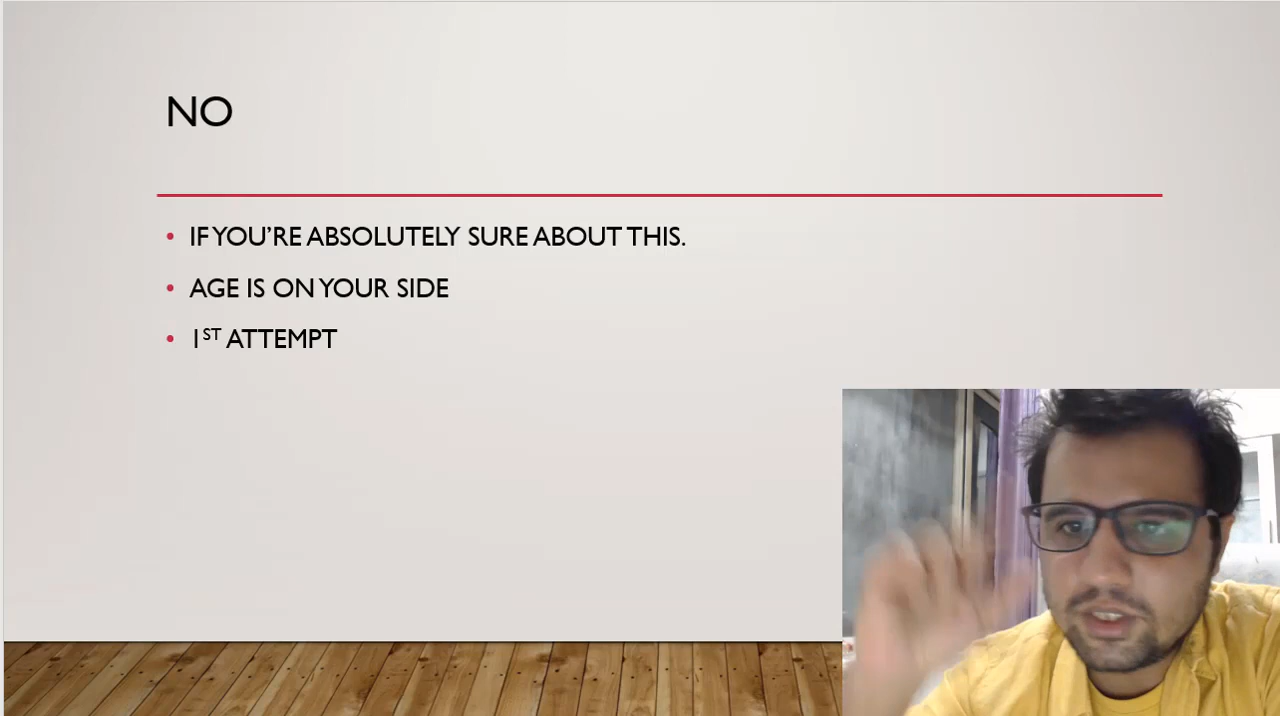 NO
• IF YOU'RE ABSOLUTELY SURE ABOUT THIS.
• AGE IS ON YOUR SIDE
• 1ST ATTEMPT